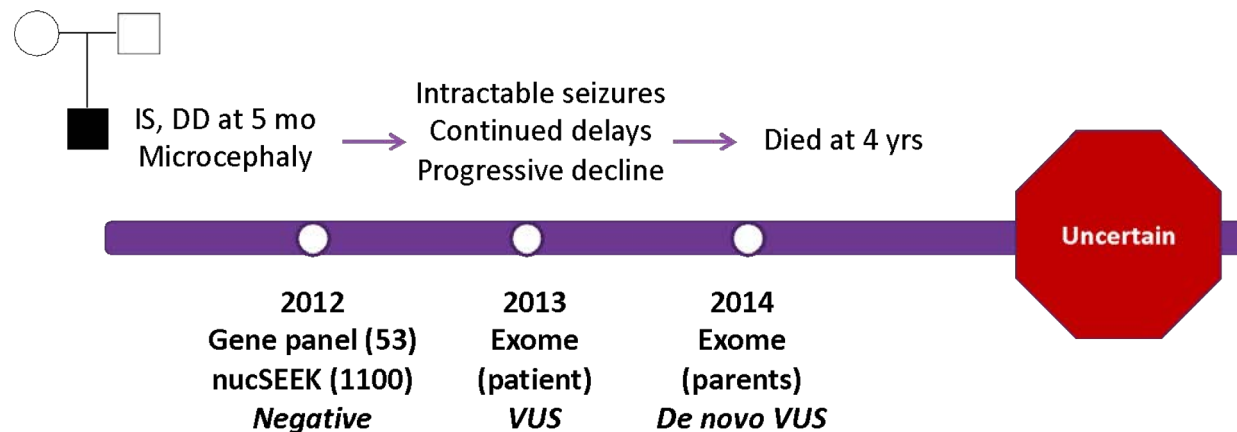 IS, DD at 5 mo
Microcephaly
Intractable seizures
Continued delays
Progressive decline
Died at 4 yrs
Uncertain
2012
Gene panel (53)
nucSEEK (1100)
Negative
2013
Exome
(patient)
VUS
2014
Exome
(parents)
De novo VUS